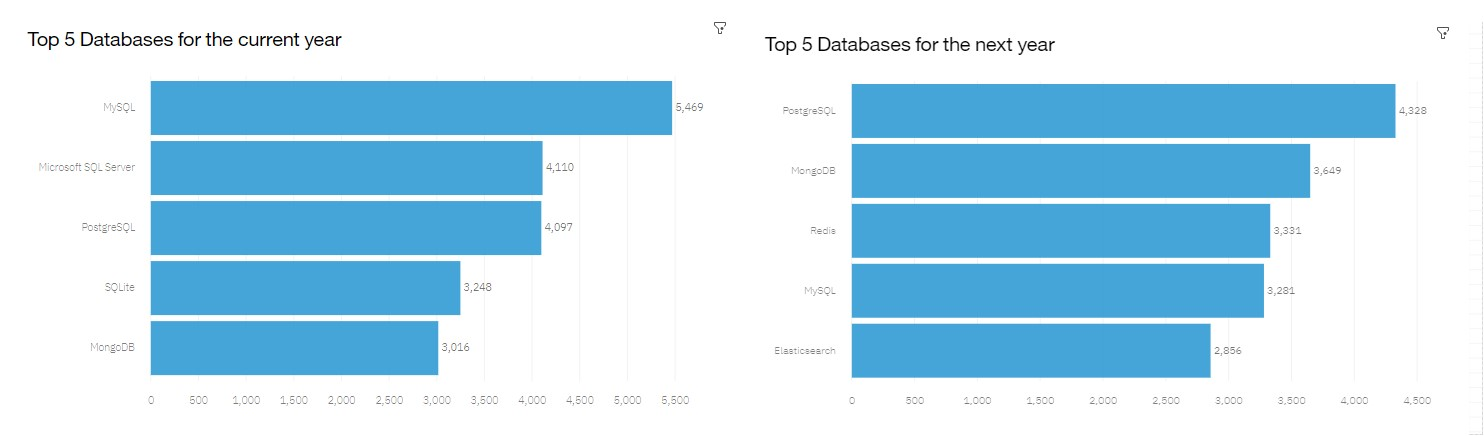 Top 5 Databases for the current year
MySQL 5,469
Microsoft SQL Server 4,110
PostgreSQL 4,097
SQLite 3,248
MongoDB 3,016
0 500 1,000 1,500 2,000 2,500 3,000 3,500 4,000 4,500 5,000 5,500
Top 5 Databases for the next year
PostgreSQL 4,328
MongoDB 3,649
Redis 3,331
MySQL 3,281
Elasticsearch 2,856
0 500 1,000 1,500 2,000 2,500 3,000 3,500 4,000 4,500